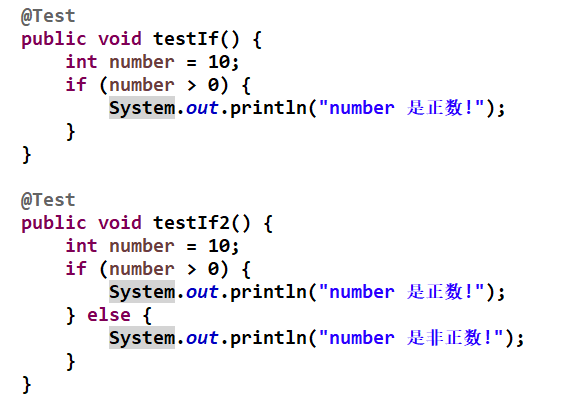 @Test
public void testIf() {
    int number = 10;
    if (number > 0) {
        System.out.println("number 是正数!");
    }
}
@Test
public void testIf2() {
    int number = 10;
    if (number > 0) {
        System.out.println("number 是正数!");
    } else {
        System.out.println("number 是非正数!");
    }
}